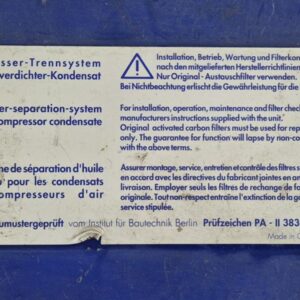 sser-Trennsystem
verdichter-Kondensat
er-separation-system
ompressor condensate
ne de séparation d'huile
u pour les condensats
ompresseurs d'air
Installation, Betrieb, Wartung und Filterkon
nach den mitgelieferten Herstellerrichtlinien
Nur Original - Austauschfilter verwenden.
Bei Nichtbeachtung erlischt die Gewährleistung für die
For installation, operation, maintenance and filter check
manufacturers instructions supplied with the unit.
Original activated carbon filters must be used for repl
only. The guarantee for function will lapse by non-co
with the above terms.
Assurer montage, service, entretien et contrôle des filtres s
en accord avec les directives du fabricant jointes en an
livraison. Employer seuls les filtres de rechange de fa
original. Tout non-respect entraîne l'extinction de la ga
service stipulée.
umustergeprüft vom Institut für Bautechnik Berlin Prüfzeichen PA - II 383
Made in G